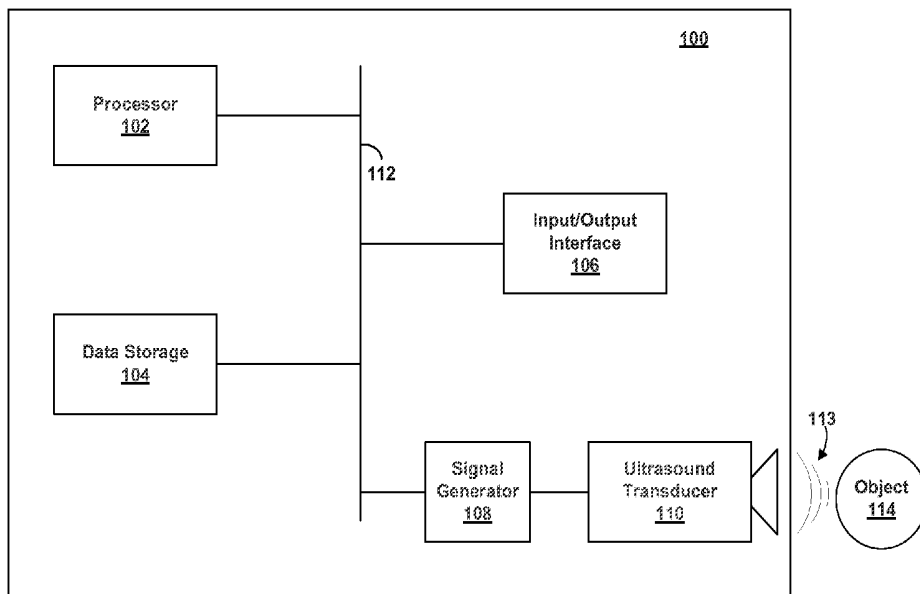 100
Processor
102
112
Input/Output
Interface
106
Data Storage
104
113
Signal
Generator
108
Ultrasound
Transducer
110
Object
114